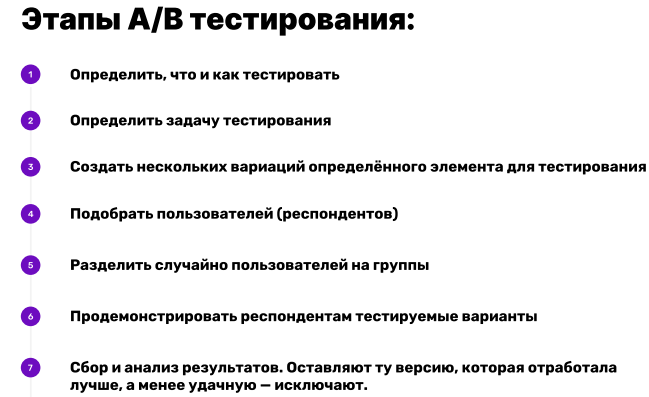 Этапы A/B тестирования:
1 Определить, что и как тестировать
2 Определить задачу тестирования
3 Создать нескольких вариаций определённого элемента для тестирования
4 Подобрать пользователей (респондентов)
5 Разделить случайно пользователей на группы
6 Продемонстрировать респондентам тестируемые варианты
7 Сбор и анализ результатов. Оставляют ту версию, которая отработала
лучше, а менее удачную — исключают.